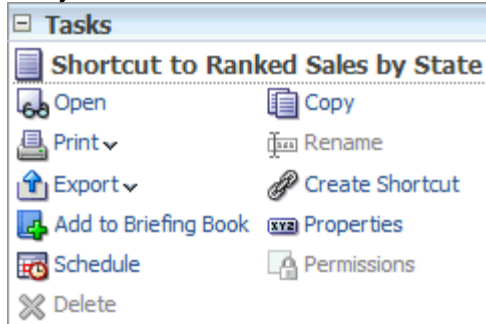 Tasks
Shortcut to Ranked Sales by State
Open Copy
Print Rename
Export Create Shortcut
Add to Briefing Book Properties
Schedule Permissions
Delete